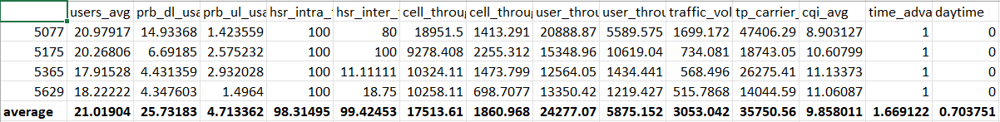 users_avg prb_dl_usa prb_ul_usa hsr_intra_ hsr_inter_ cell_throug cell_throug user_throu user_throu traffic_vol tp_carrier_ cqi_avg time_adva daytime
5077 20.97917 14.93368 1.423559 100 80 18951.5 1413.291 20888.87 5589.575 1699.172 47406.29 8.903127 1 0
5175 20.26806 6.69185 2.575232 100 100 9278.408 2255.312 15348.96 10619.04 734.081 18743.05 10.60799 1 0
5365 17.91528 4.431359 2.932028 100 11.11111 10324.11 1473.799 12564.05 1434.441 568.496 26275.41 11.13373 1 0
5629 18.22222 4.347603 1.4964 100 18.75 10258.11 698.7077 13350.42 1219.427 515.7868 14044.59 11.06087 1 0
average 21.01904 25.73183 4.713362 98.31495 99.42453 17513.61 1860.968 24277.07 5875.152 3053.042 35750.56 9.858011 1.669122 0.703751